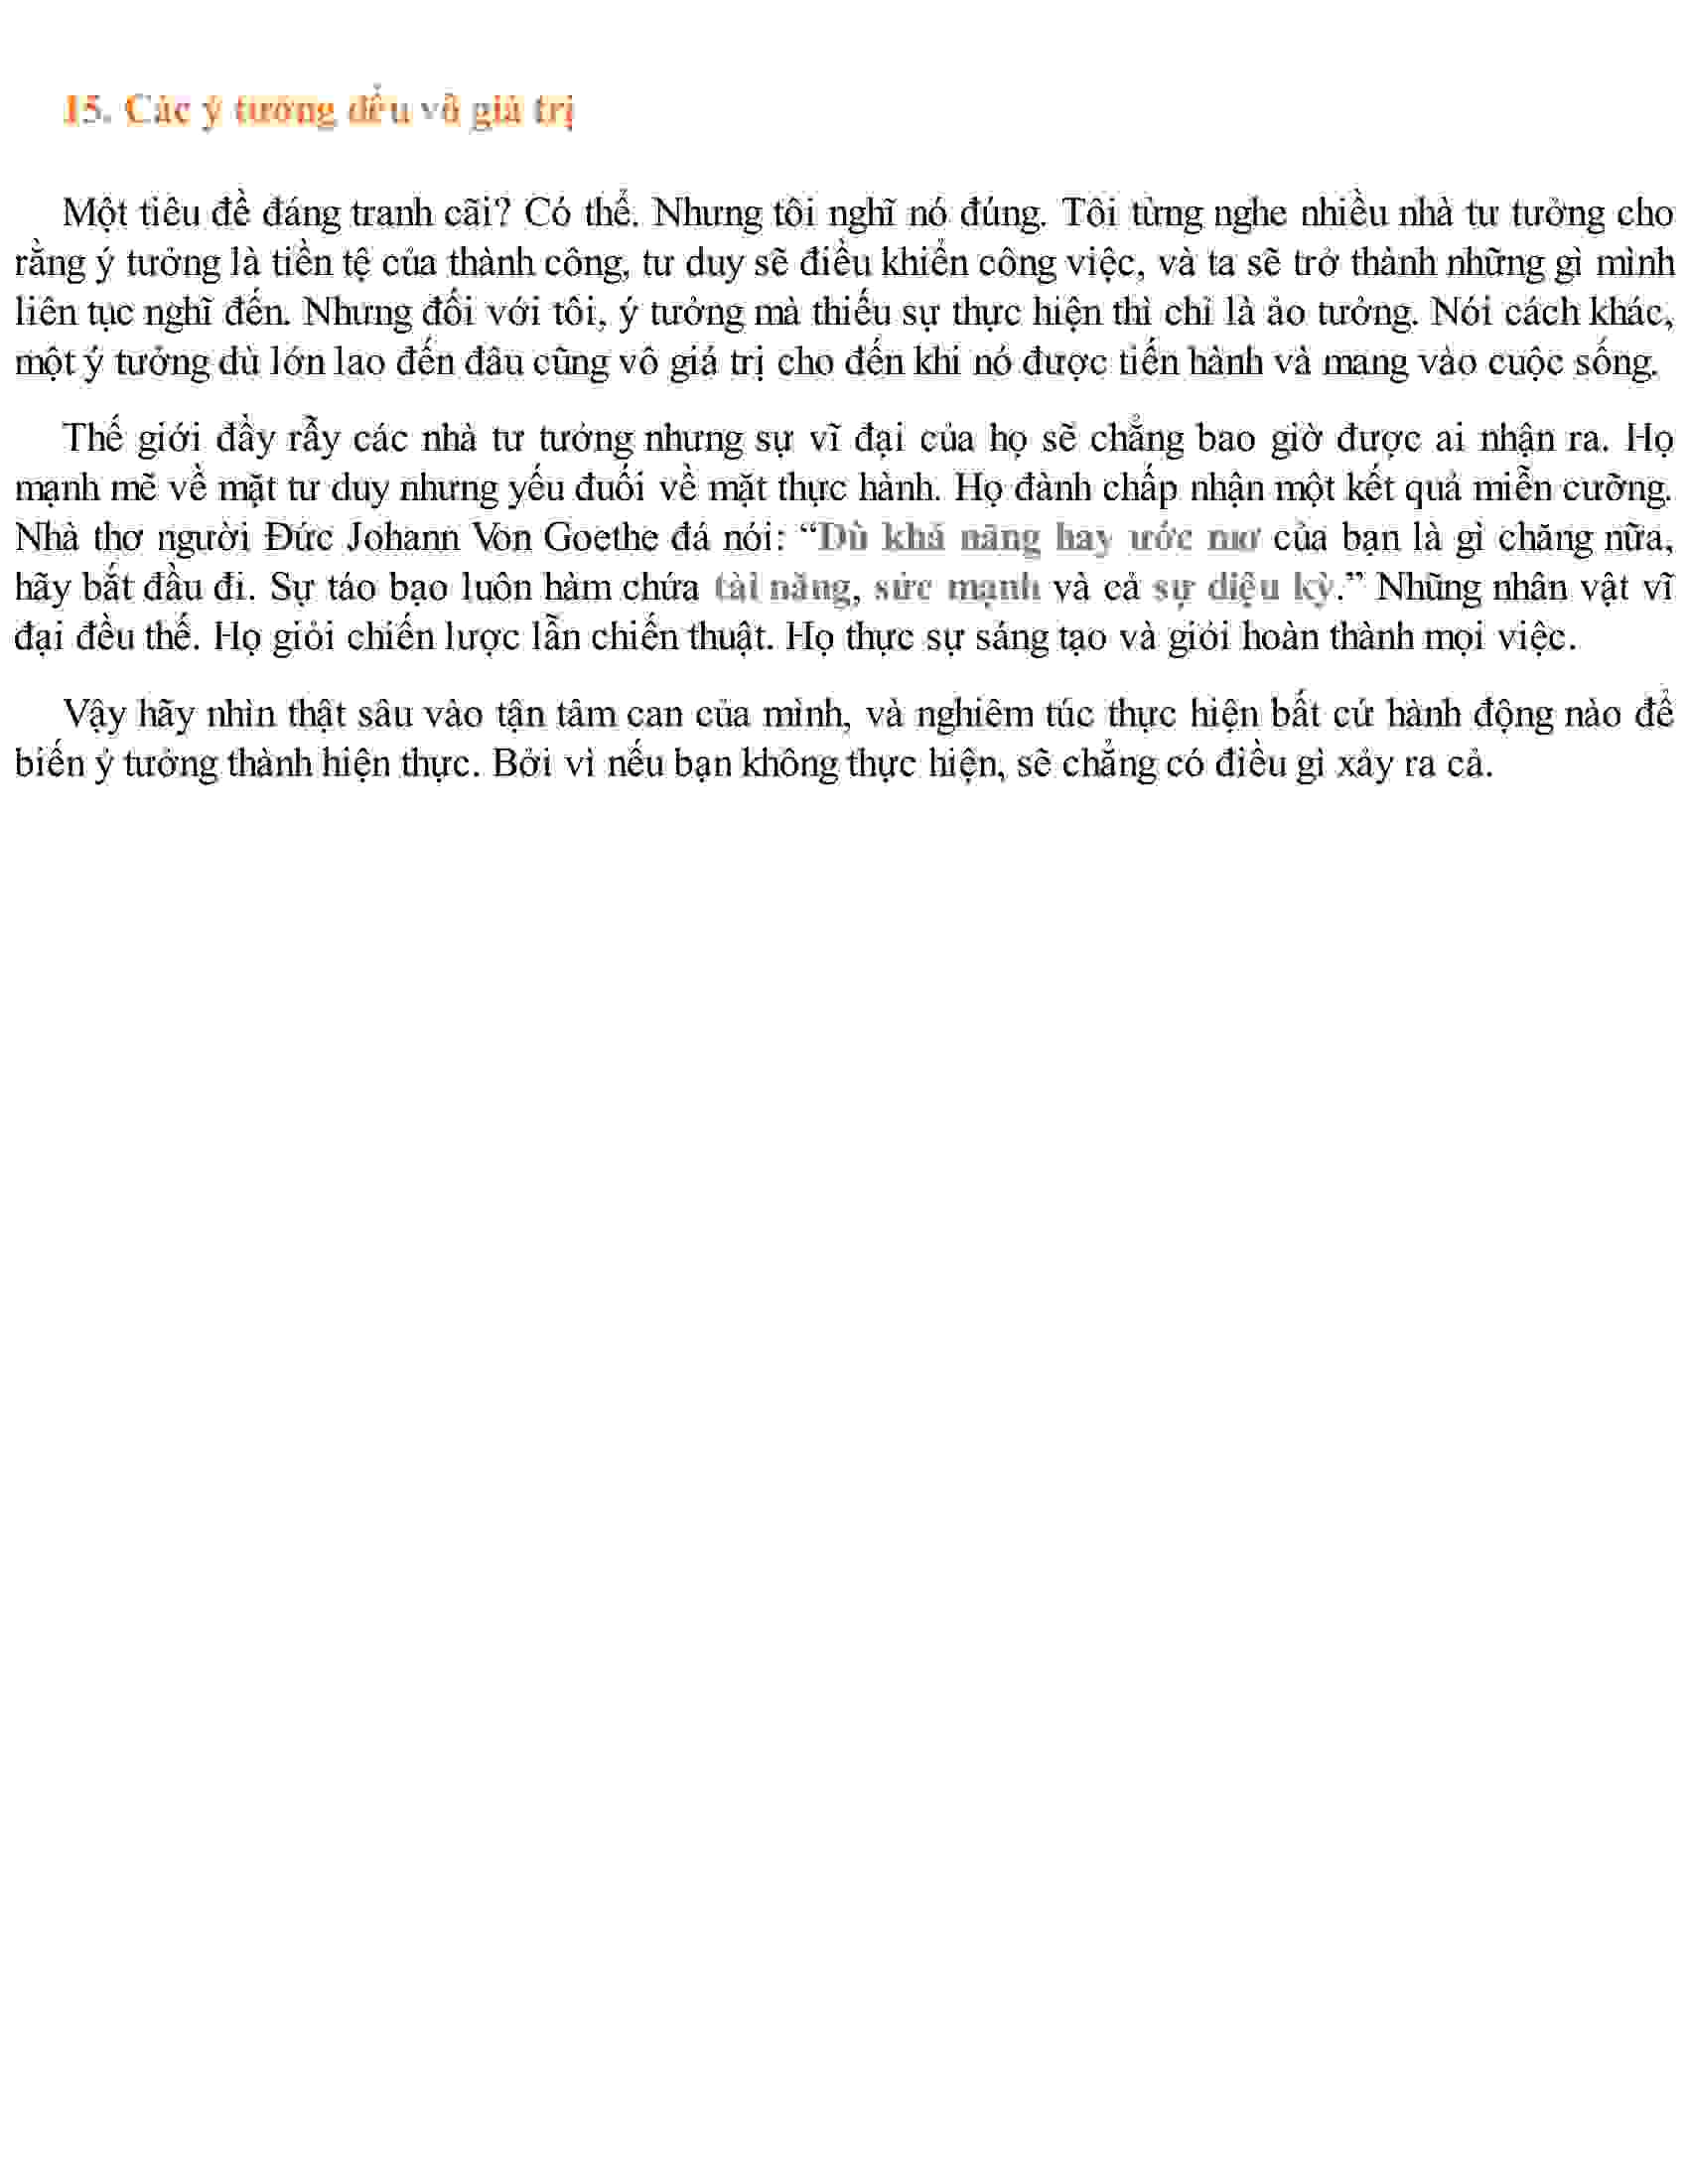 15. Các ý tưởng đều vô giá trị
Một tiêu đề đáng tranh cãi? Có thể. Nhưng tôi nghĩ nó đúng. Tôi từng nghe nhiều nhà tư tưởng cho
rằng ý tưởng là tiền tệ của thành công, tư duy sẽ điều khiển công việc, và ta sẽ trở thành những gì mình
liên tục nghĩ đến. Nhưng đối với tôi, ý tưởng mà thiếu sự thực hiện thì chỉ là ảo tưởng. Nói cách khác,
một ý tưởng dù lớn lao đến đâu cũng vô giá trị cho đến khi nó được tiến hành và mang vào cuộc sống.
Thế giới đầy rẫy các nhà tư tưởng nhưng sự vĩ đại của họ sẽ chẳng bao giờ được ai nhận ra. Họ
mạnh mẽ về mặt tư duy nhưng yếu đuối về mặt thực hành. Họ đành chấp nhận một kết quả miễn cưỡng.
Nhà thơ người Đức Johann Von Goethe đá nói: “Dù khả năng hay ước mơ của bạn là gì chăng nữa,
hãy bắt đầu đi. Sự táo bạo luôn hàm chứa tài năng, sức mạnh và cả sự diệu kỳ.” Những nhân vật vĩ
đại đều thế. Họ giỏi chiến lược lẫn chiến thuật. Họ thực sự sáng tạo và giỏi hoàn thành mọi việc.
Vậy hãy nhìn thật sâu vào tận tâm can của mình, và nghiêm túc thực hiện bất cứ hành động nào để
biến ý tưởng thành hiện thực. Bởi vì nếu bạn không thực hiện, sẽ chẳng có điều gì xảy ra cả.